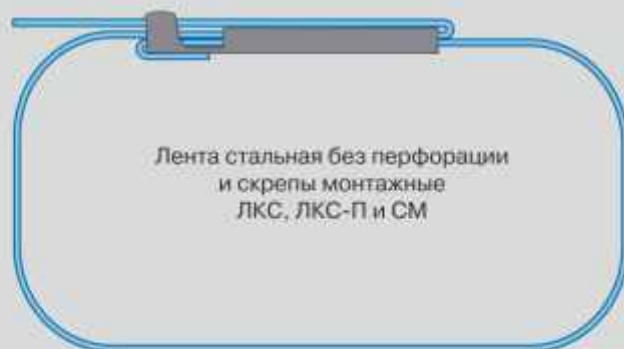 Лента стальная без перфорации
и скрепы монтажные
ЛКС, ЛКС-П и СМ